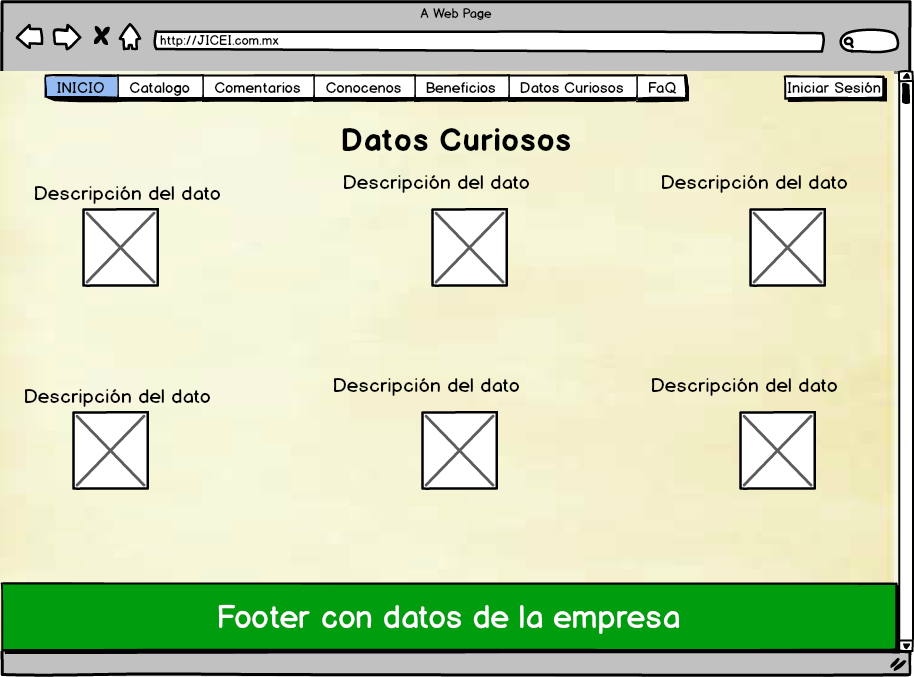 A Web Page
http://JICEI.com.mx
INICIO Catalogo Comentarios Conocenos Beneficios Datos Curiosos FaQ Iniciar Sesión
Datos Curiosos
Descripción del dato Descripción del dato Descripción del dato
Descripción del dato Descripción del dato Descripción del dato
Footer con datos de la empresa